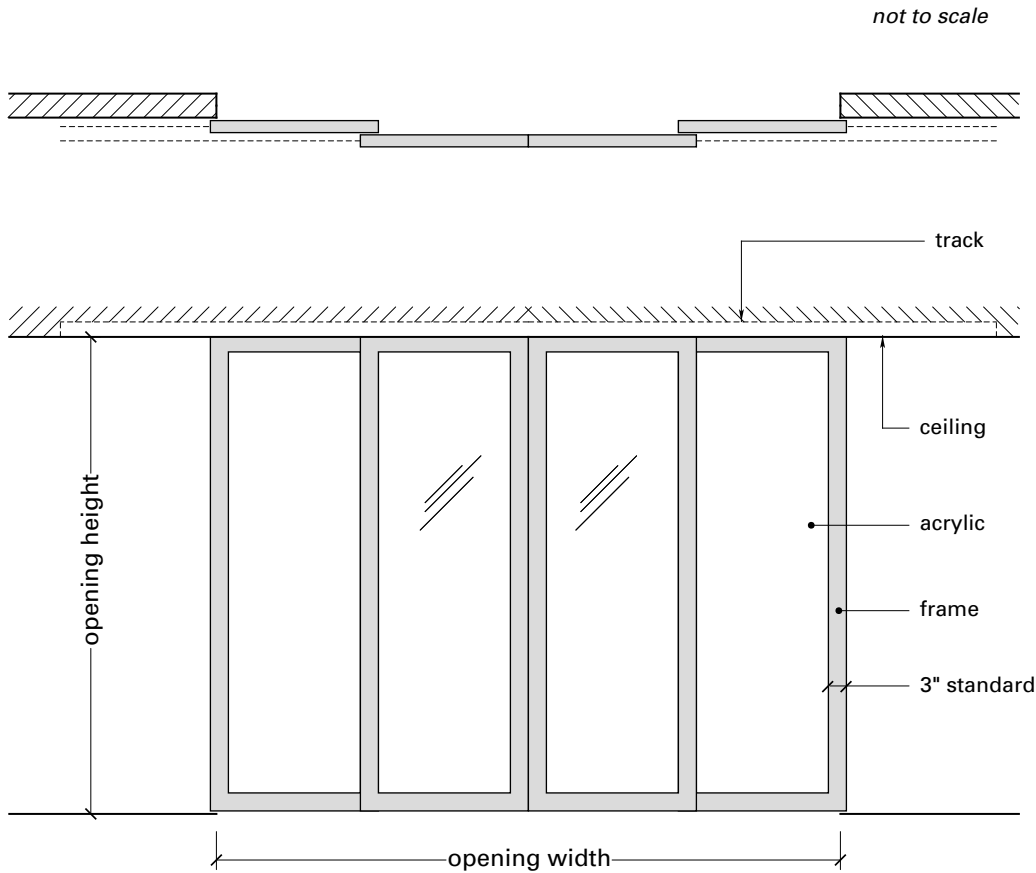 not to scale
track
ceiling
opening height
acrylic
frame
3" standard
opening width